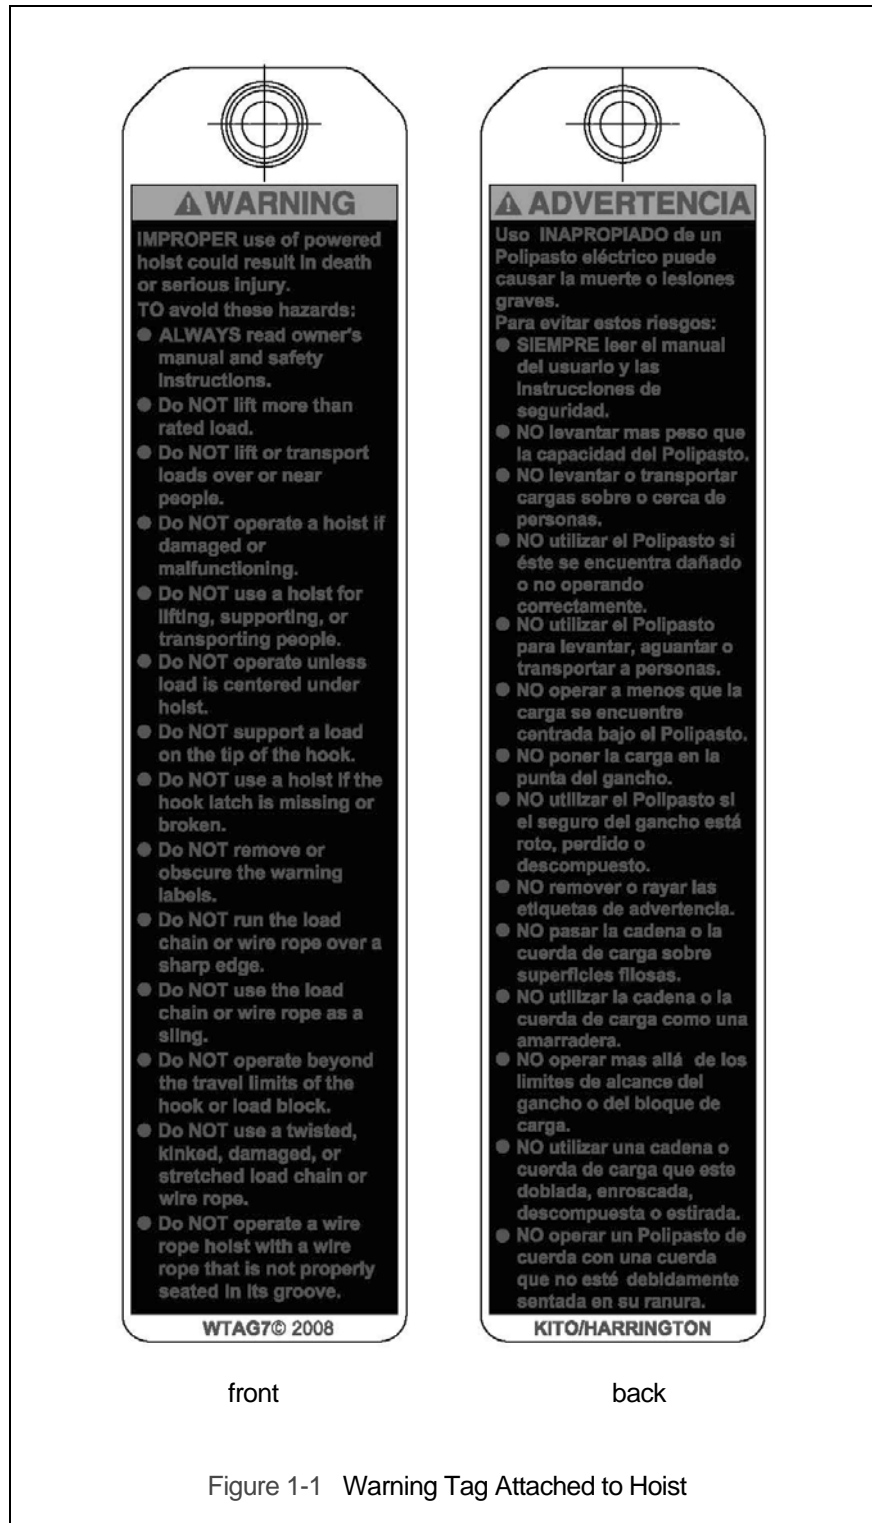 WARNING
IMPROPER use of powered
hoist could result in death
or serious injury.
TO avoid these hazards:
● ALWAYS read owner's
manual and safety
instructions.
● Do NOT lift more than
rated load.
● Do NOT lift or transport
loads over or near
people.
● Do NOT operate a hoist if
damaged or
malfunctioning.
● Do NOT use a hoist for
lifting, supporting, or
transporting people.
● Do NOT operate unless
load is centered under
hoist.
● Do NOT support a load
on the tip of the hook.
● Do NOT use a hoist if the
hook latch is missing or
broken.
● Do NOT remove or
obscure the warning
labels.
● Do NOT run the load
chain or wire rope over a
sharp edge.
● Do NOT use the load
chain or wire rope as a
sling.
● Do NOT operate beyond
the travel limits of the
hook or load block.
● Do NOT use a twisted,
kinked, damaged, or
stretched load chain or
wire rope.
● Do NOT operate a wire
rope hoist with a wire
rope that is not properly
seated in its groove.
WTAG7© 2008
front
ADVERTENCIA
Uso INAPROPIADO de un
Polipasto eléctrico puede
causar la muerte o lesiones
graves.
Para evitar estos riesgos:
● SIEMPRE leer el manual
del usuario y las
instrucciones de
seguridad.
● NO levantar mas peso que
la capacidad del Polipasto.
● NO levantar o transportar
cargas sobre o cerca de
personas.
● NO utilizar el Polipasto si
éste se encuentra dañado
o no operando
correctamente.
● NO utilizar el Polipasto
para levantar, aguantar o
transportar a personas.
● NO operar a menos que la
carga se encuentre
centrada bajo el Polipasto.
● NO poner la carga en la
punta del gancho.
● NO utilizar el Polipasto si
el seguro del gancho está
roto, perdido o
descompuesto.
● NO remover o rayar las
etiquetas de advertencia.
● NO pasar la cadena o la
cuerda de carga sobre
superficies filosas.
● NO utilizar la cadena o la
cuerda de carga como una
amarradera.
● NO operar mas allá de los
limites de alcance del
gancho o del bloque de
carga.
● NO utilizar una cadena o
cuerda de carga que este
doblada, enroscada,
descompuesta o estirada.
● NO operar un Polipasto de
cuerda con una cuerda
que no esté debidamente
sentada en su ranura.
KITO/HARRINGTON
back
Figure 1-1 Warning Tag Attached to Hoist